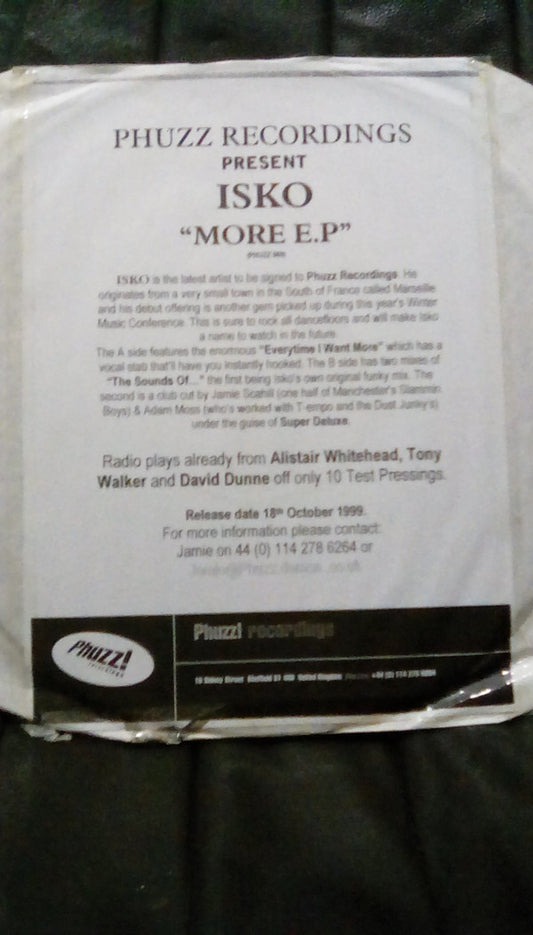 PHUZZ RECORDINGS
PRESENT
ISKO
“MORE E.P”
ISKO is the latest artist to be signed to Phuzz Recordings. He
originates from a very small town in the South of France called Marseille
and his debut offering is another gem picked up during this year's Winter
Music Conference. This is sure to rock all dancefloors and will make Isko
a name to watch in the future.
The A side features the enormous "Everytime I Want More" which has a
vocal stab that'll have you instantly hooked. The B side has two mixes of
"The Sounds Of..." the first being Isko's own original funky mix. The
second is a club cut by Jamie Scahill (one half of Manchester's Slammin
Boys) & Adam Moss (who's worked with T-empo and the Dust Junky's)
under the guise of Super Deluxe.
Radio plays already from Alistair Whitehead, Tony
Walker and David Dunne off only 10 Test Pressings.
Release date 18th October 1999.
For more information please contact:
Jamie on 44 (0) 114 278 6264 or
Phuzz! recordings
Phuzz!
recordings
Sidney Street Sheffield S1 United Kingdom